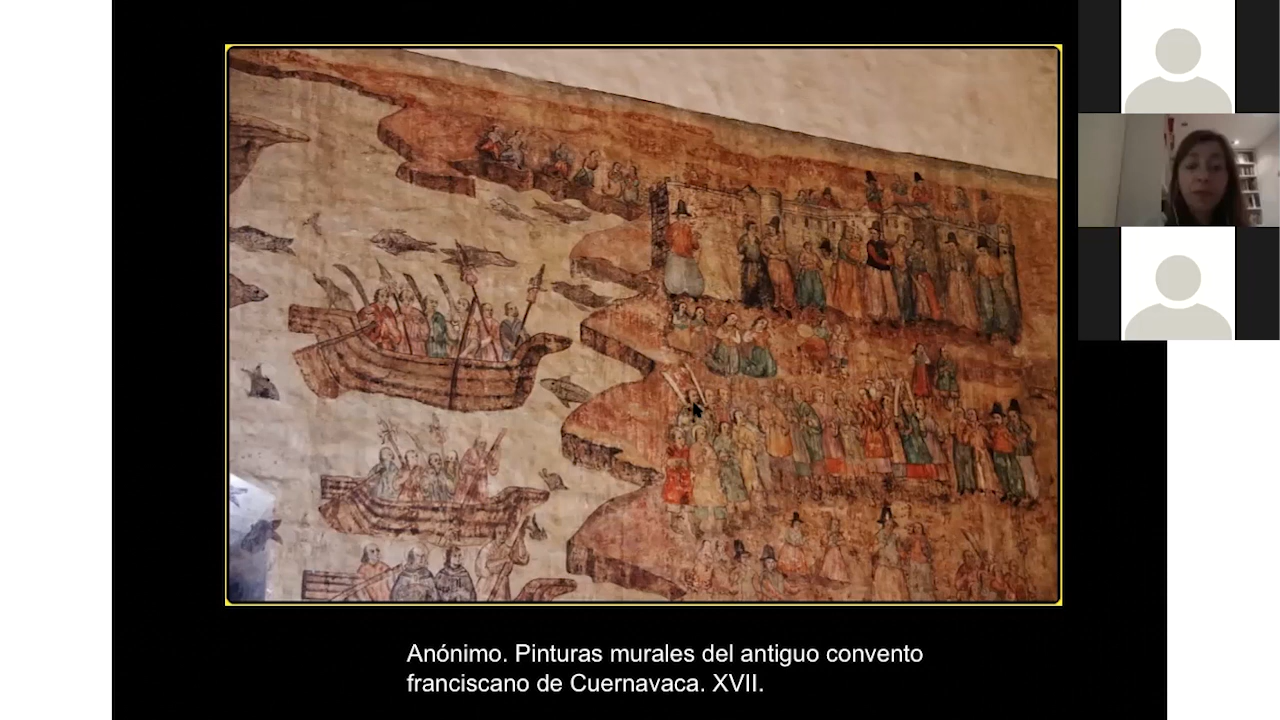 Anónimo. Pinturas murales del antiguo convento
franciscano de Cuernavaca. XVII.